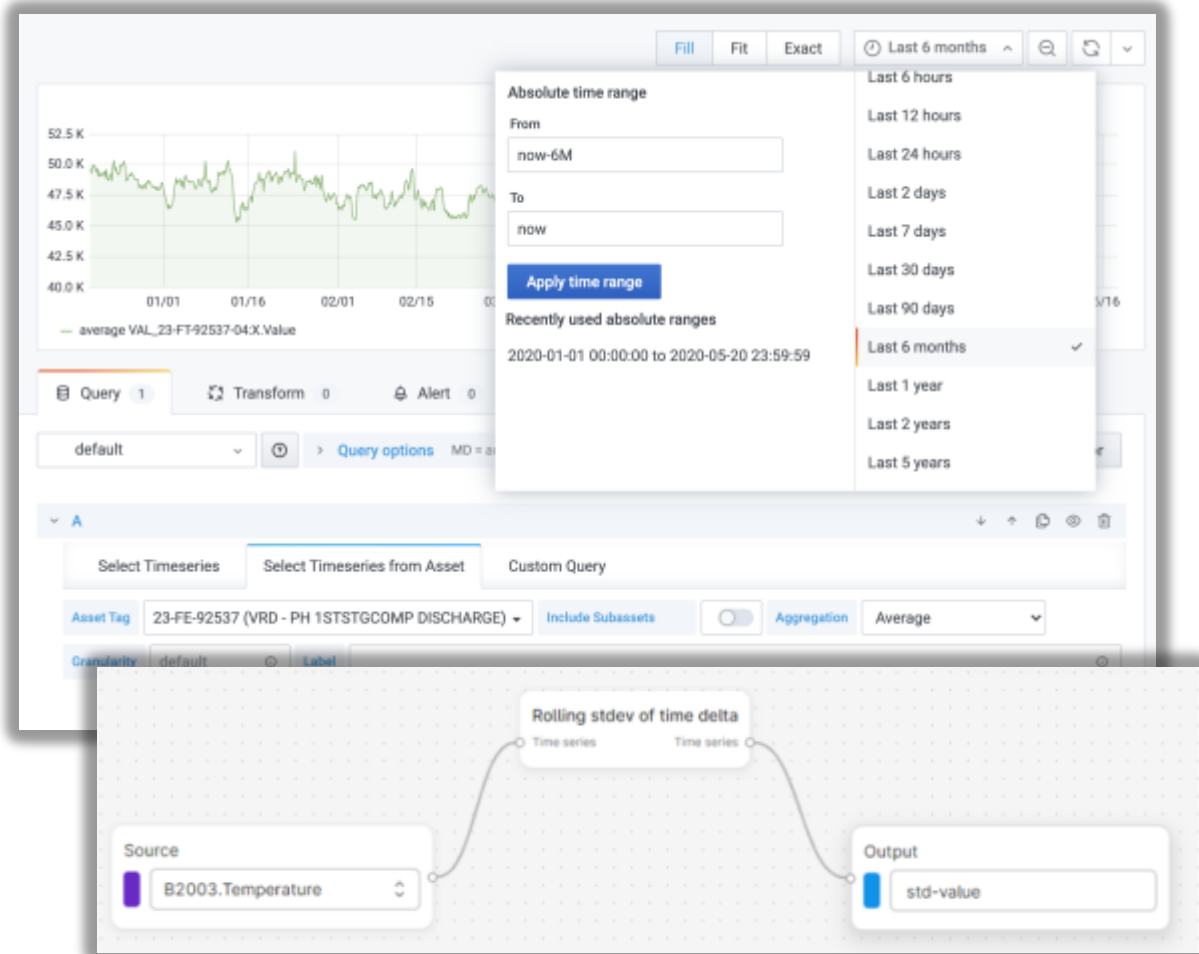 Fill Fit Exact Last 6 months
Absolute time range
From
now-6M
To
now
Apply time range
Recently used absolute ranges
2020-01-01 00:00:00 to 2020-05-20 23:59:59
Last 6 hours
Last 12 hours
Last 24 hours
Last 2 days
Last 7 days
Last 30 days
Last 90 days
Last 6 months
Last 1 year
Last 2 years
Last 5 years
52.5 K
50.0 K
47.5 K
45.0 K
42.5 K
40.0 K
01/01 01/16 02/01 02/15
average VAL_23-FT-92537-04:X.Value
Query 1 Transform 0 Alert 0
default Query options MD =
A
Select Timeseries Select Timeseries from Asset Custom Query
Asset Tag 23-FE-92537 (VRD - PH 1STSTGCOMP DISCHARGE) Include Subassets Aggregation Average
Granularity default Label
Rolling stdev of time delta
Time series Time series
Source
B2003.Temperature
Output
std-value